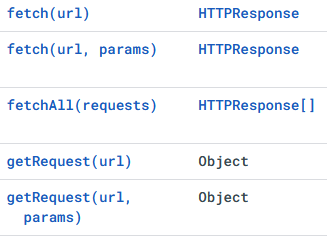 fetch(url) HTTPResponse
fetch(url, params) HTTPResponse
fetchAll(requests) HTTPResponse[]
getRequest(url) Object
getRequest(url, Object
params)